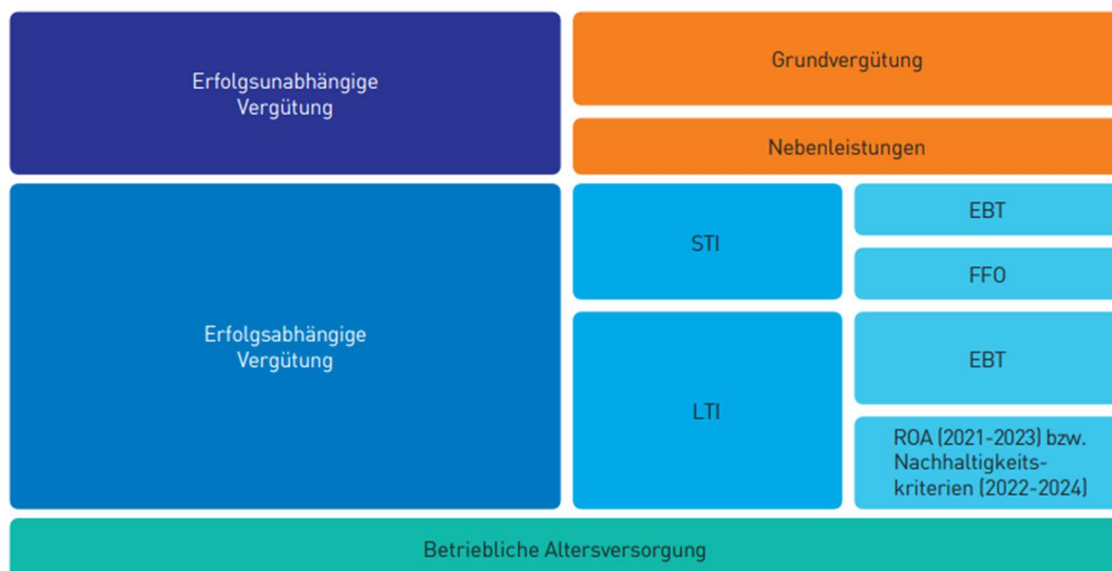 Erfolgsunabhängige
Vergütung
Grundvergütung
Nebenleistungen
Erfolgsabhängige
Vergütung
STI
EBT
FFO
LTI
EBT
ROA (2021-2023) bzw.
Nachhaltigkeits-
kriterien (2022-2024)
Betriebliche Altersversorgung